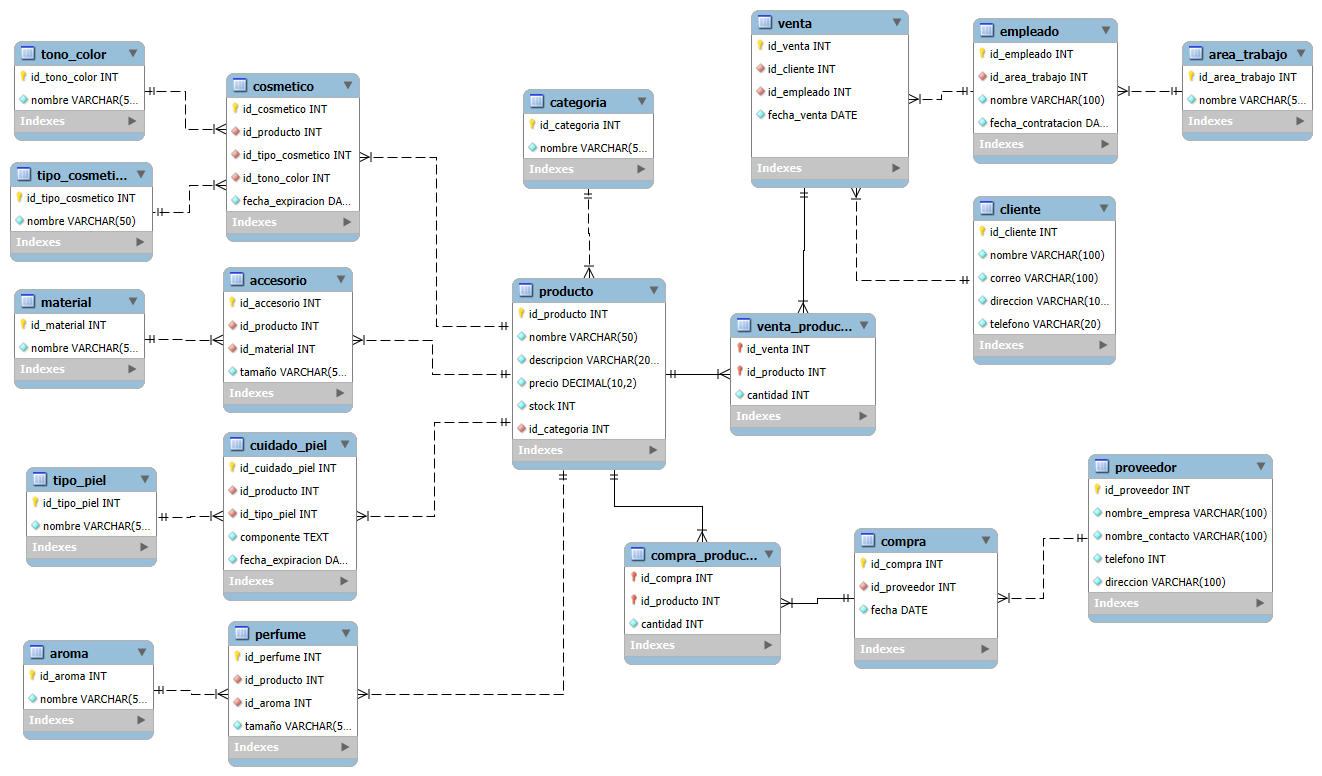 tono_color
id_tono_color INT
nombre VARCHAR(5...
Indexes
tipo_cosmeti...
id_tipo_cosmetico INT
nombre VARCHAR(50)
Indexes
material
id_material INT
nombre VARCHAR(5...
Indexes
tipo_piel
id_tipo_piel INT
nombre VARCHAR(5...
Indexes
aroma
id_aroma INT
nombre VARCHAR(5...
Indexes
cosmetico
id_cosmetico INT
id_producto INT
id_tipo_cosmetico INT
id_tono_color INT
fecha_expiracion DA...
Indexes
accesorio
id_accesorio INT
id_producto INT
id_material INT
tamaño VARCHAR(5...
Indexes
cuidado_piel
id_cuidado_piel INT
id_producto INT
id_tipo_piel INT
componente TEXT
fecha_expiracion DA...
Indexes
perfume
id_perfume INT
id_producto INT
id_aroma INT
tamaño VARCHAR(5...
Indexes
categoria
id_categoria INT
nombre VARCHAR(5...
Indexes
producto
id_producto INT
nombre VARCHAR(50)
descripcion VARCHAR(20...
precio DECIMAL(10,2)
stock INT
id_categoria INT
Indexes
venta
id_venta INT
id_cliente INT
id_empleado INT
fecha_venta DATE
Indexes
venta_produc...
id_venta INT
id_producto INT
cantidad INT
Indexes
compra_produc...
id_compra INT
id_producto INT
cantidad INT
Indexes
compra
id_compra INT
id_proveedor INT
fecha DATE
Indexes
empleado
id_empleado INT
id_area_trabajo INT
nombre VARCHAR(100)
fecha_contratacion DA...
Indexes
area_trabajo
id_area_trabajo INT
nombre VARCHAR(5...
Indexes
cliente
id_cliente INT
nombre VARCHAR(100)
correo VARCHAR(100)
direccion VARCHAR(10...
telefono VARCHAR(20)
Indexes
proveedor
id_proveedor INT
nombre_empresa VARCHAR(100)
nombre_contacto VARCHAR(100)
telefono INT
direccion VARCHAR(100)
Indexes